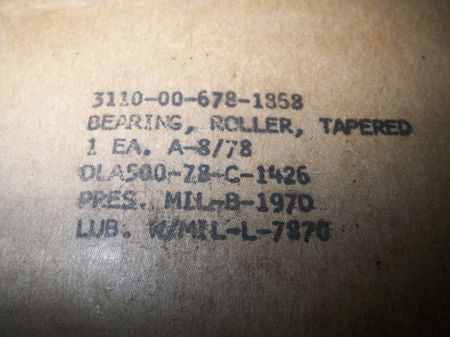 3110-00-678-1868
BEARING, ROLLER, TAPERED
1 EA. A-8/78
DLA500-78-C-1426
PRES. MIL-B-197D
LUB. W/MIL-L-7870